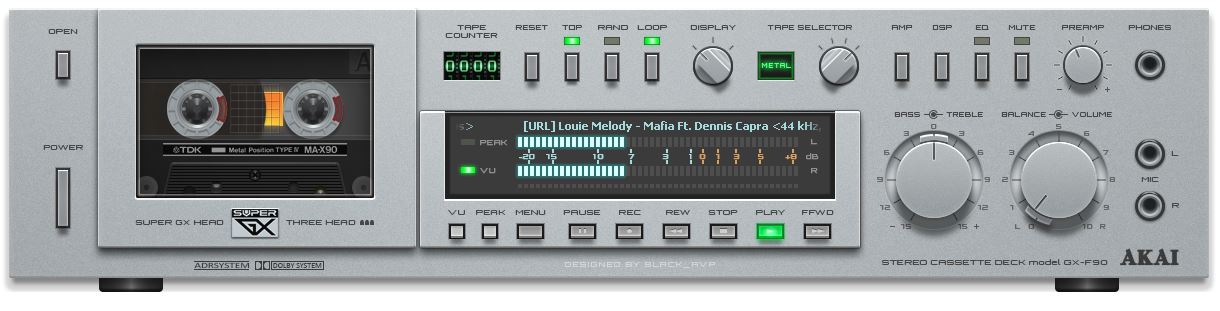 OPEN
POWER
TDK Metal Position TYPE IV MA-X90
A
SUPER GX HEAD
SUPER
GX
THREE HEAD
ADRSYSTEM
DOLBY SYSTEM
TAPE
COUNTER
0000
RESET
TOP
RAND
LOOP
DISPLAY
TAPE SELECTOR
METAL
AMP
DSP
EQ
MUTE
PREAMP
- +
PHONES
s> [URL] Louie Melody - Mafia Ft. Dennis Capra <44 kHz,
PEAK L
-20 15 10 7 3 1 0 1 3 5 +8 dB
VU R
VU
PEAK
MENU
PAUSE
REC
REW
STOP
PLAY
FFWD
BASS TREBLE
0
3 3
6 6
9 9
12 12
- 15 15 +
BALANCE VOLUME
5
4 6
3 7
2 8
1 9
L 0 10 R
L
MIC
R
DESIGNED BY BLACK_AVP
STEREO CASSETTE DECK model GX-F90
AKAI